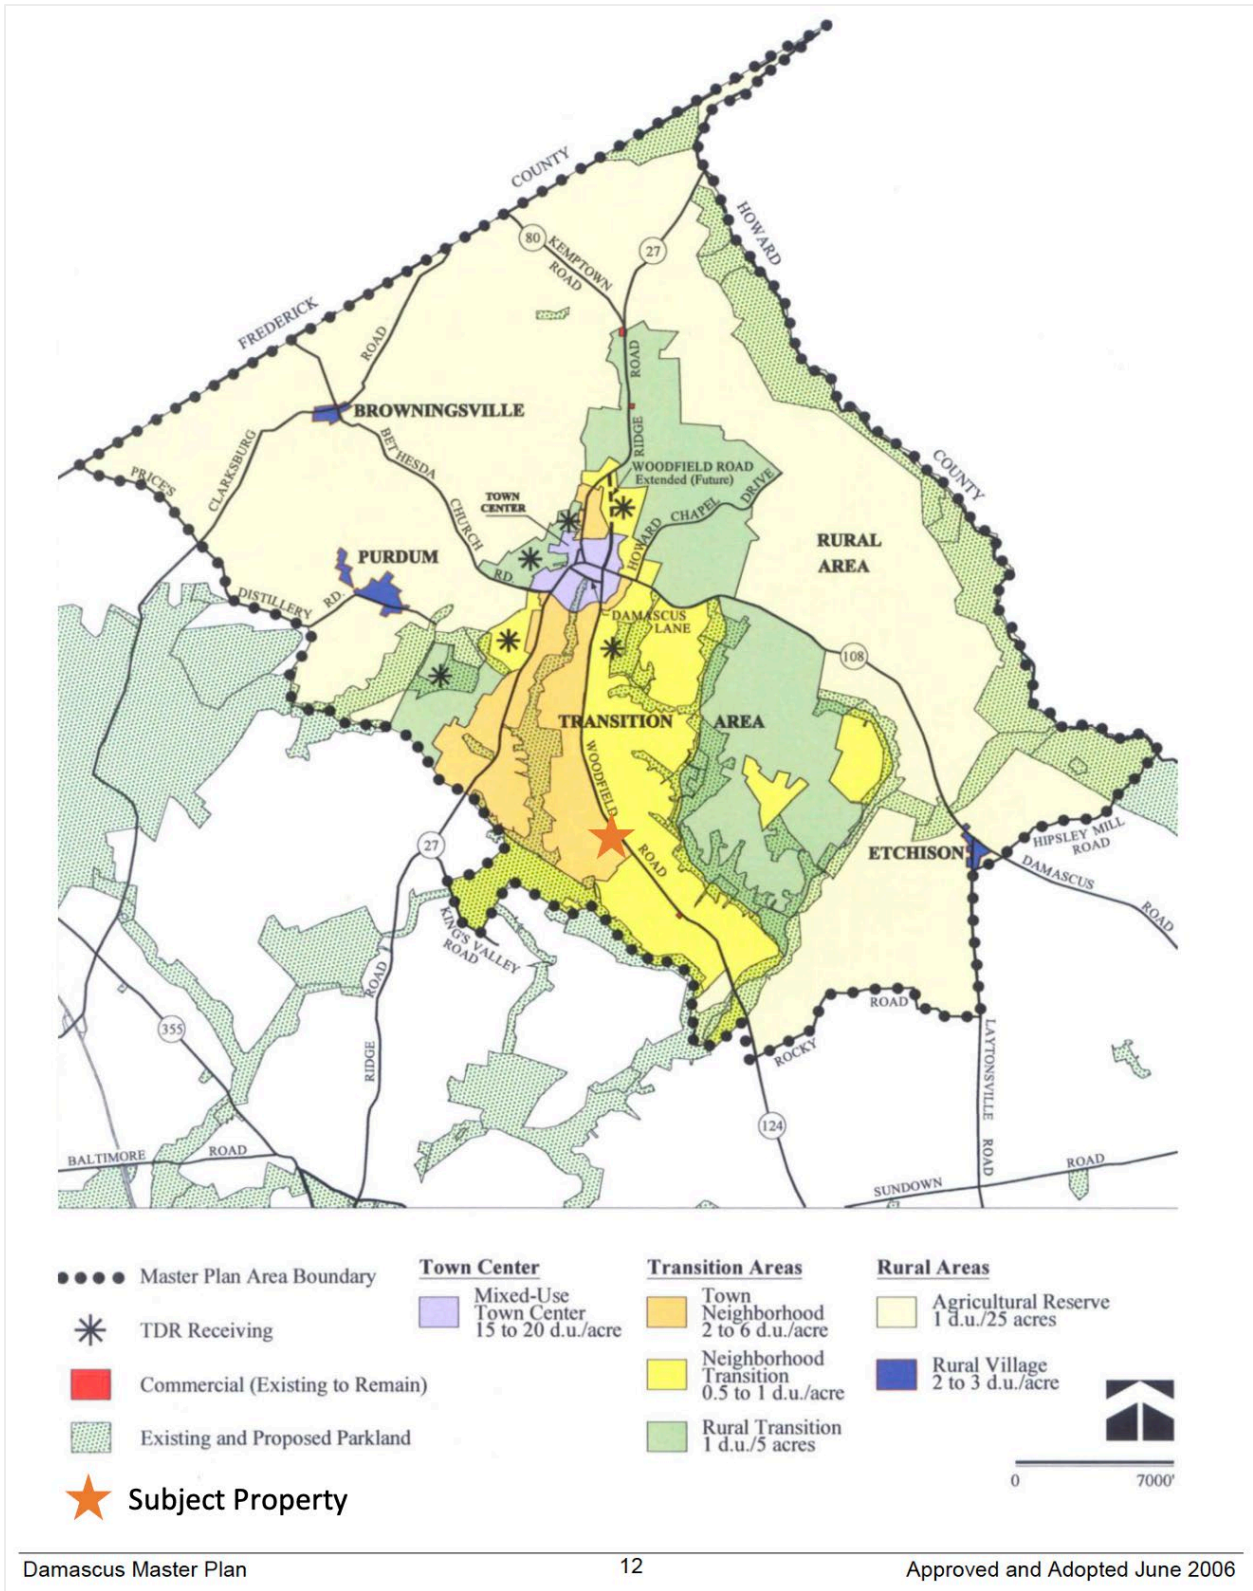 COUNTY
HOWARD
80
KEMPTOWN
ROAD
27
FREDERICK
ROAD
ROAD
BROWNINGSVILLE
RIDGE
CLARKSBURG
BETHESDA
CHURCH
RD.
PRICE'S
DISTILLERY
RD.
WOODFIELD ROAD
Extended (Future)
TOWN
CENTER
HOWARD
CHAPEL
DRIVE
COUNTY
PURDUM
RURAL
AREA
DAMASCUS
LANE
108
TRANSITION
AREA
WOODFIELD
ROAD
27
ETCHISON
HIPSLEY MILL
ROAD
DAMASCUS
ROAD
KING'S VALLEY
ROAD
ROAD
RIDGE
355
ROAD
ROCKY
LAYTONSVILLE
ROAD
124
BALTIMORE
ROAD
SUNDOWN
ROAD
Master Plan Area Boundary
TDR Receiving
Commercial (Existing to Remain)
Existing and Proposed Parkland
Subject Property
Town Center
Mixed-Use
Town Center
15 to 20 d.u./acre
Transition Areas
Town
Neighborhood
2 to 6 d.u./acre
Neighborhood
Transition
0.5 to 1 d.u./acre
Rural Transition
1 d.u./5 acres
Rural Areas
Agricultural Reserve
1 d.u./25 acres
Rural Village
2 to 3 d.u./acre
0
7000'
Damascus Master Plan
12
Approved and Adopted June 2006